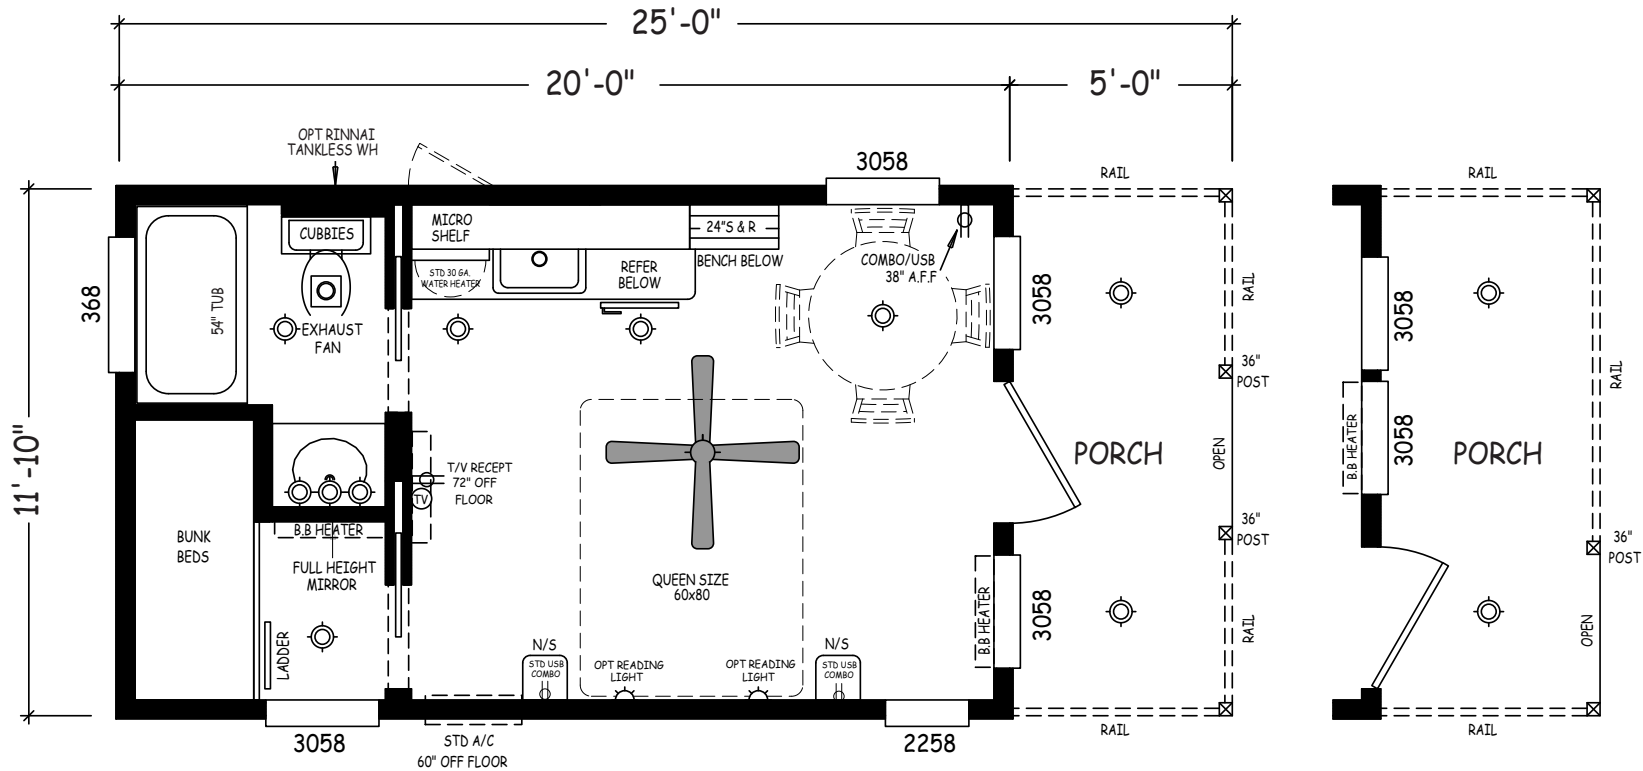 25'-0"
20'-0"
5'-0"
OPT RINNAI
TANKLESS WH
3058
RAIL
RAIL
CUBBIES
MICRO
SHELF
24"S & R
BENCH BELOW
COMBO/USB
38" A.F.F
STD 30 GA.
WATER HEATER
REFER
BELOW
368
54" TUB
EXHAUST
FAN
3058
RAIL
3058
RAIL
36"
POST
11'-10"
T/V RECEPT
72" OFF
FLOOR
TV
PORCH
OPEN
B.B HEATER
3058
PORCH
BUNK
BEDS
B.B HEATER
FULL HEIGHT
MIRROR
36"
POST
36"
POST
QUEEN SIZE
60x80
B.B HEATER
3058
RAIL
OPEN
LADDER
N/S
STD USB
COMBO
OPT READING
LIGHT
OPT READING
LIGHT
N/S
STD USB
COMBO
3058
STD A/C
60" OFF FLOOR
2258
RAIL
RAIL